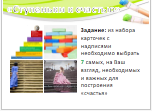 Задание: из набора
карточек с
надписями
необходимо выбрать
7 самых, на Ваш
взгляд, необходимых
и важных для
построения
«счастья»